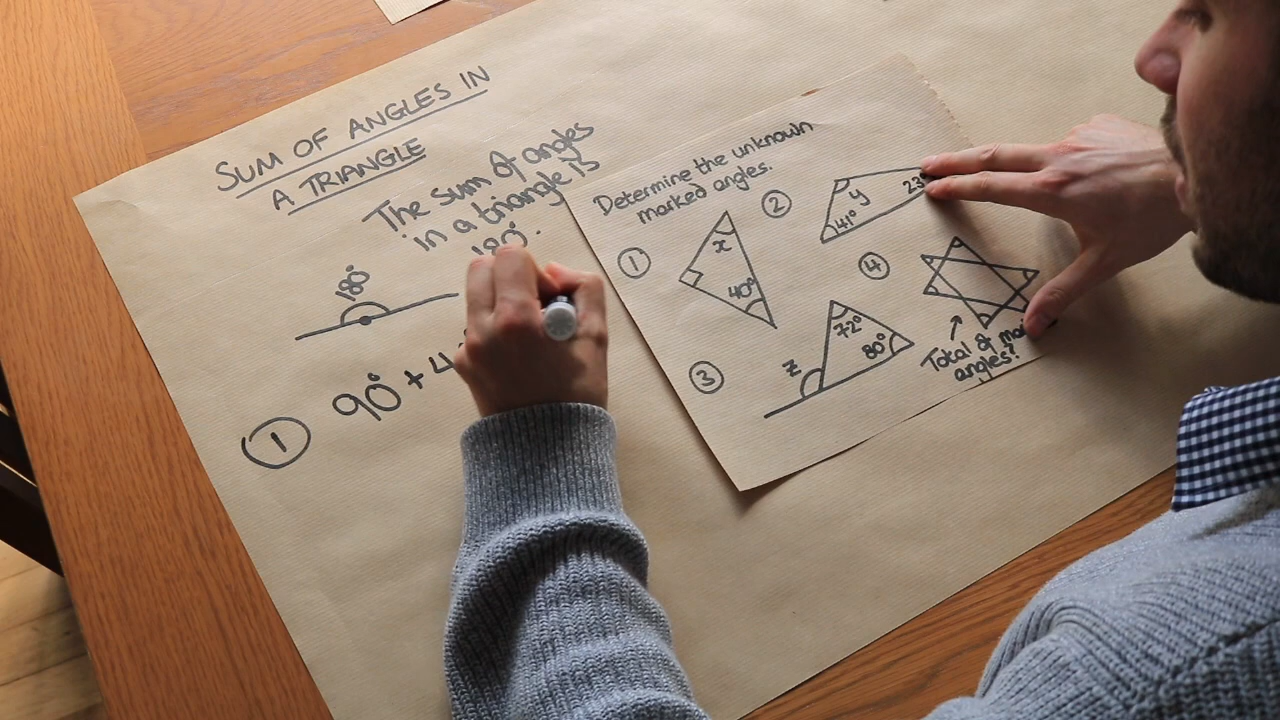 SUM OF ANGLES IN
A TRIANGLE
The sum of angles
in a triangle is
180°.
180°
① 90° + 4
Determine the unknown
marked angles.
①
x
40°
②
y
41°
23°
③
z
72°
80°
④
Total of
angles?